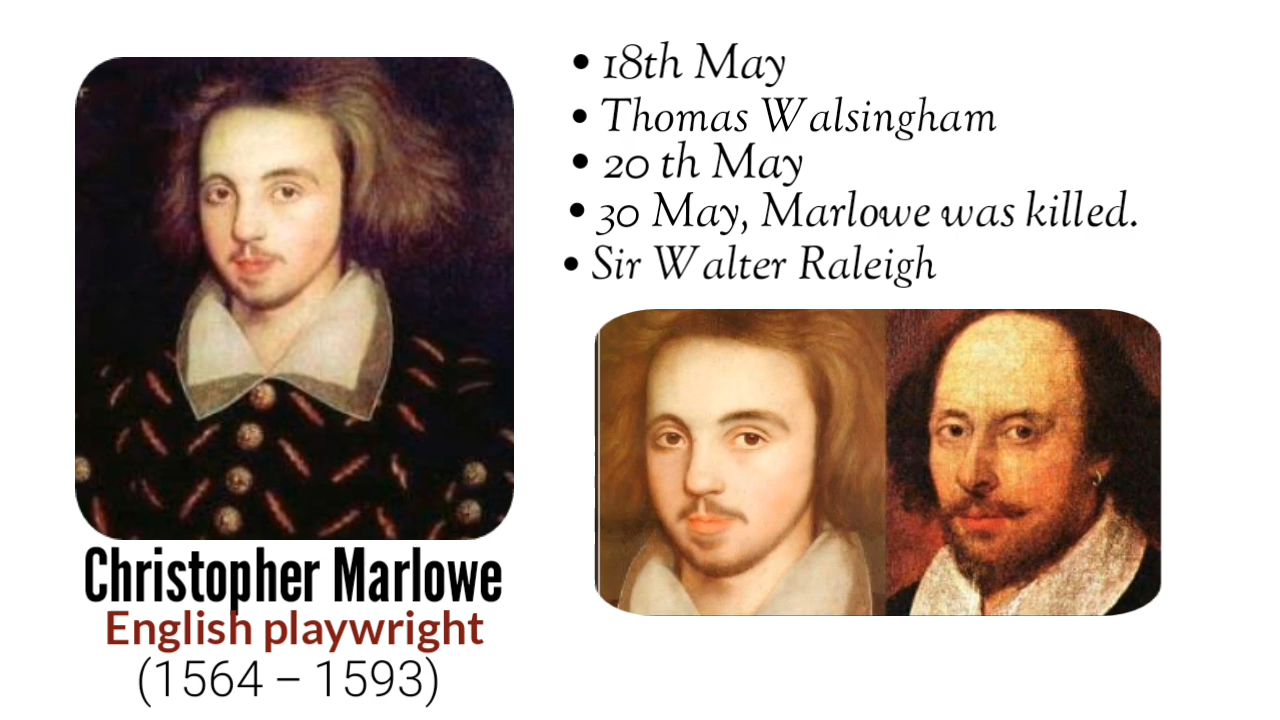 • 18th May
• Thomas Walsingham
• 20 th May
• 30 May, Marlowe was killed.
• Sir Walter Raleigh
Christopher Marlowe
English playwright
(1564 – 1593)